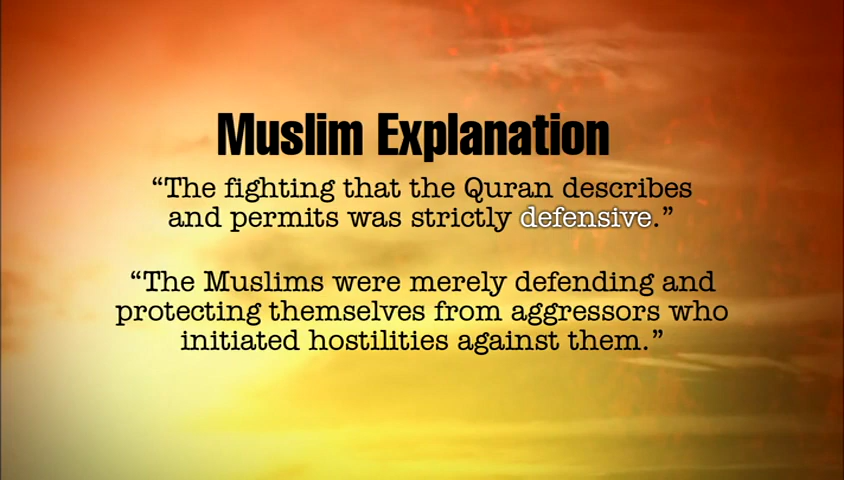 Muslim Explanation
“The fighting that the Quran describes
and permits was strictly defensive.”
“The Muslims were merely defending and
protecting themselves from aggressors who
initiated hostilities against them.”